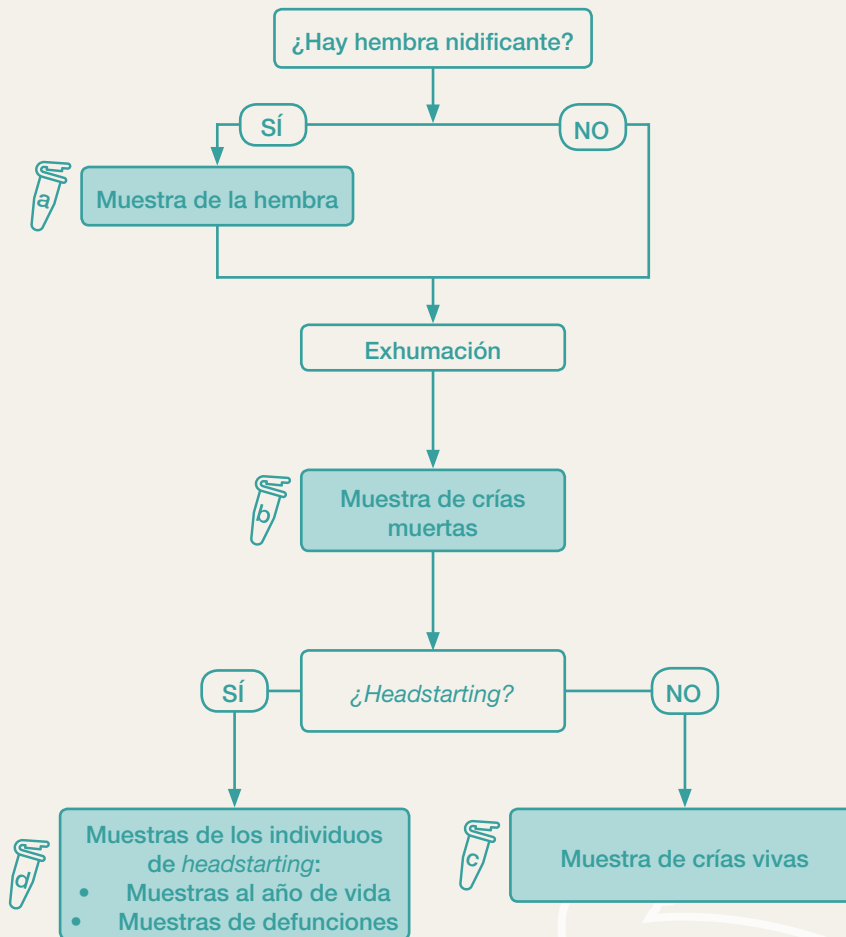 ¿Hay hembra nidificante?
SÍ
NO
a
Muestra de la hembra
Exhumación
b
Muestra de crías
muertas
SÍ
¿Headstarting?
NO
d
Muestras de los individuos
de headstarting:
• Muestras al año de vida
• Muestras de defunciones
c
Muestra de crías vivas